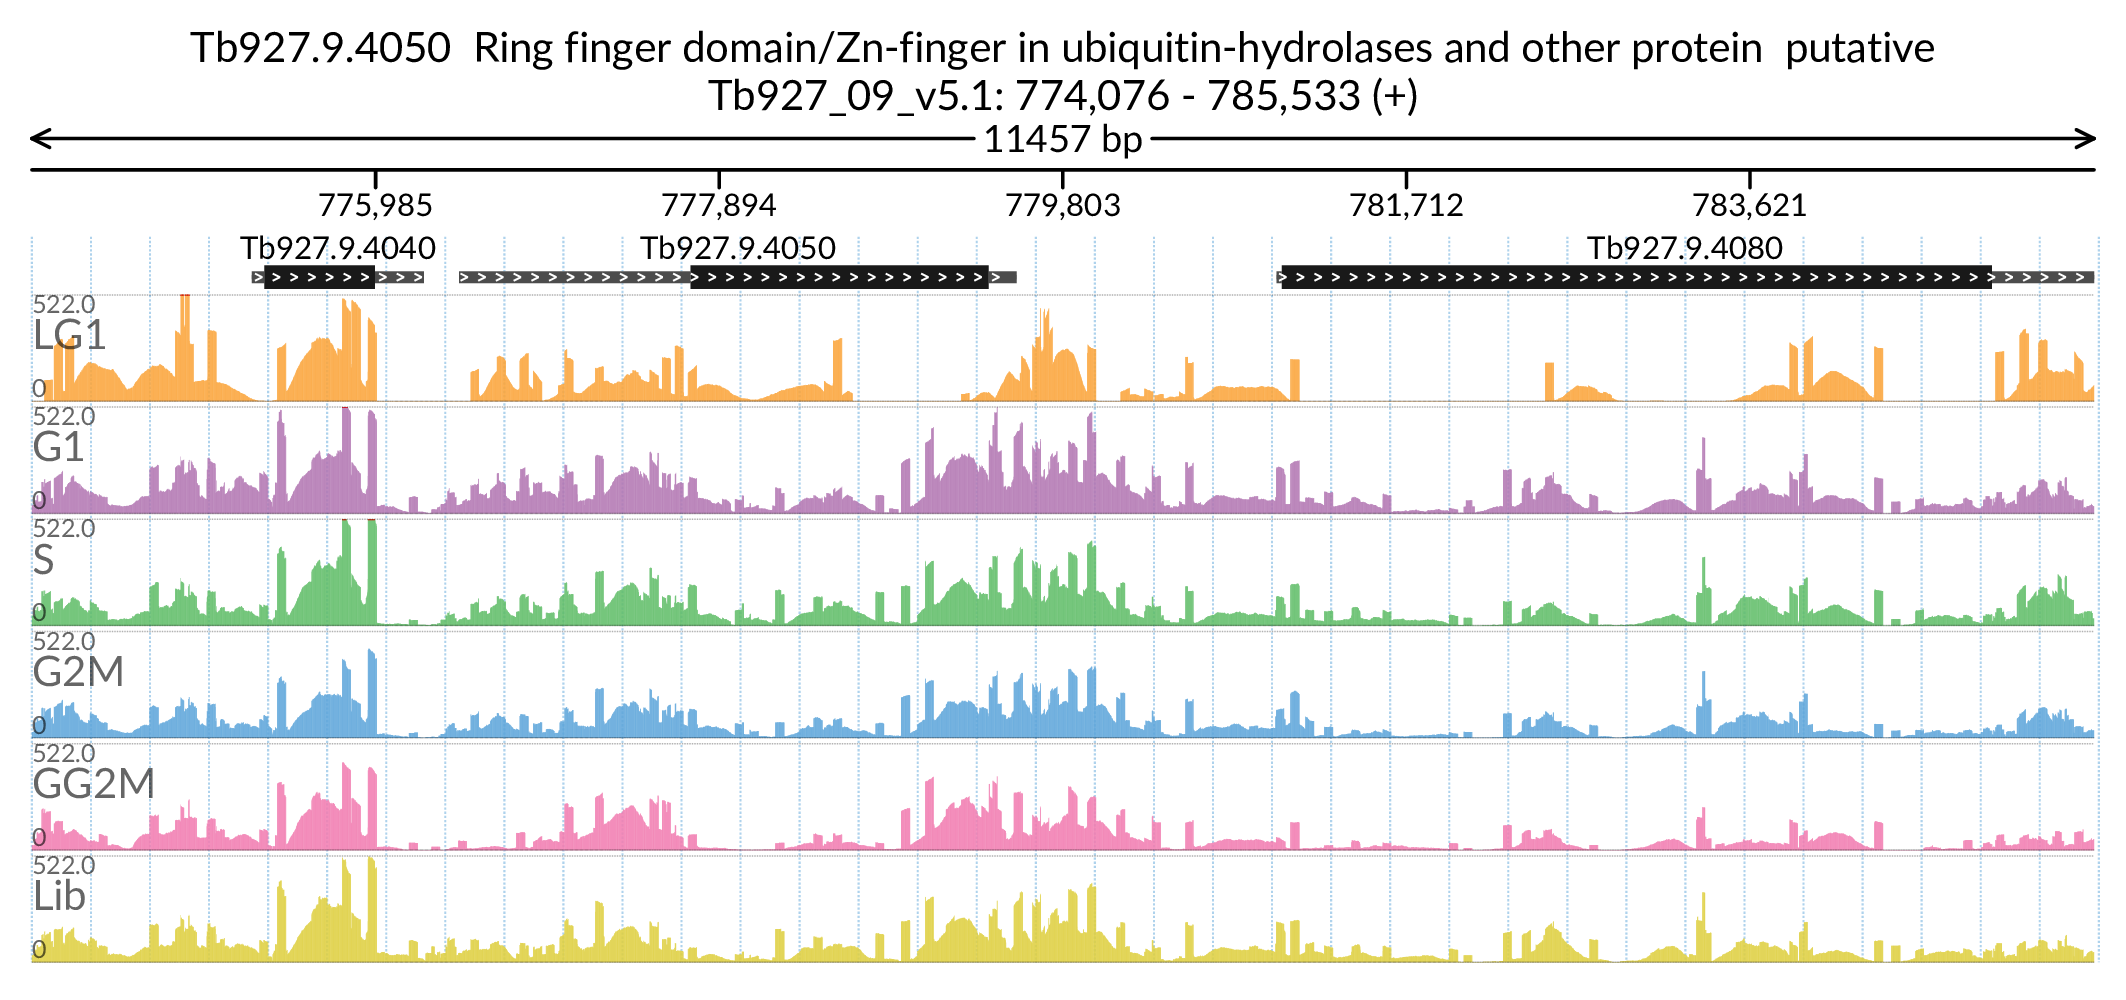 Tb927.9.4050  Ring finger domain/Zn-finger in ubiquitin-hydrolases and other protein  putative
Tb927_09_v5.1: 774,076 - 785,533 (+)
11457 bp
775,985 777,894 779,803 781,712 783,621
Tb927.9.4040 Tb927.9.4050 Tb927.9.4080
522.0
LG1
0
522.0
G1
0
522.0
S
0
522.0
G2M
0
522.0
GG2M
0
522.0
Lib
0